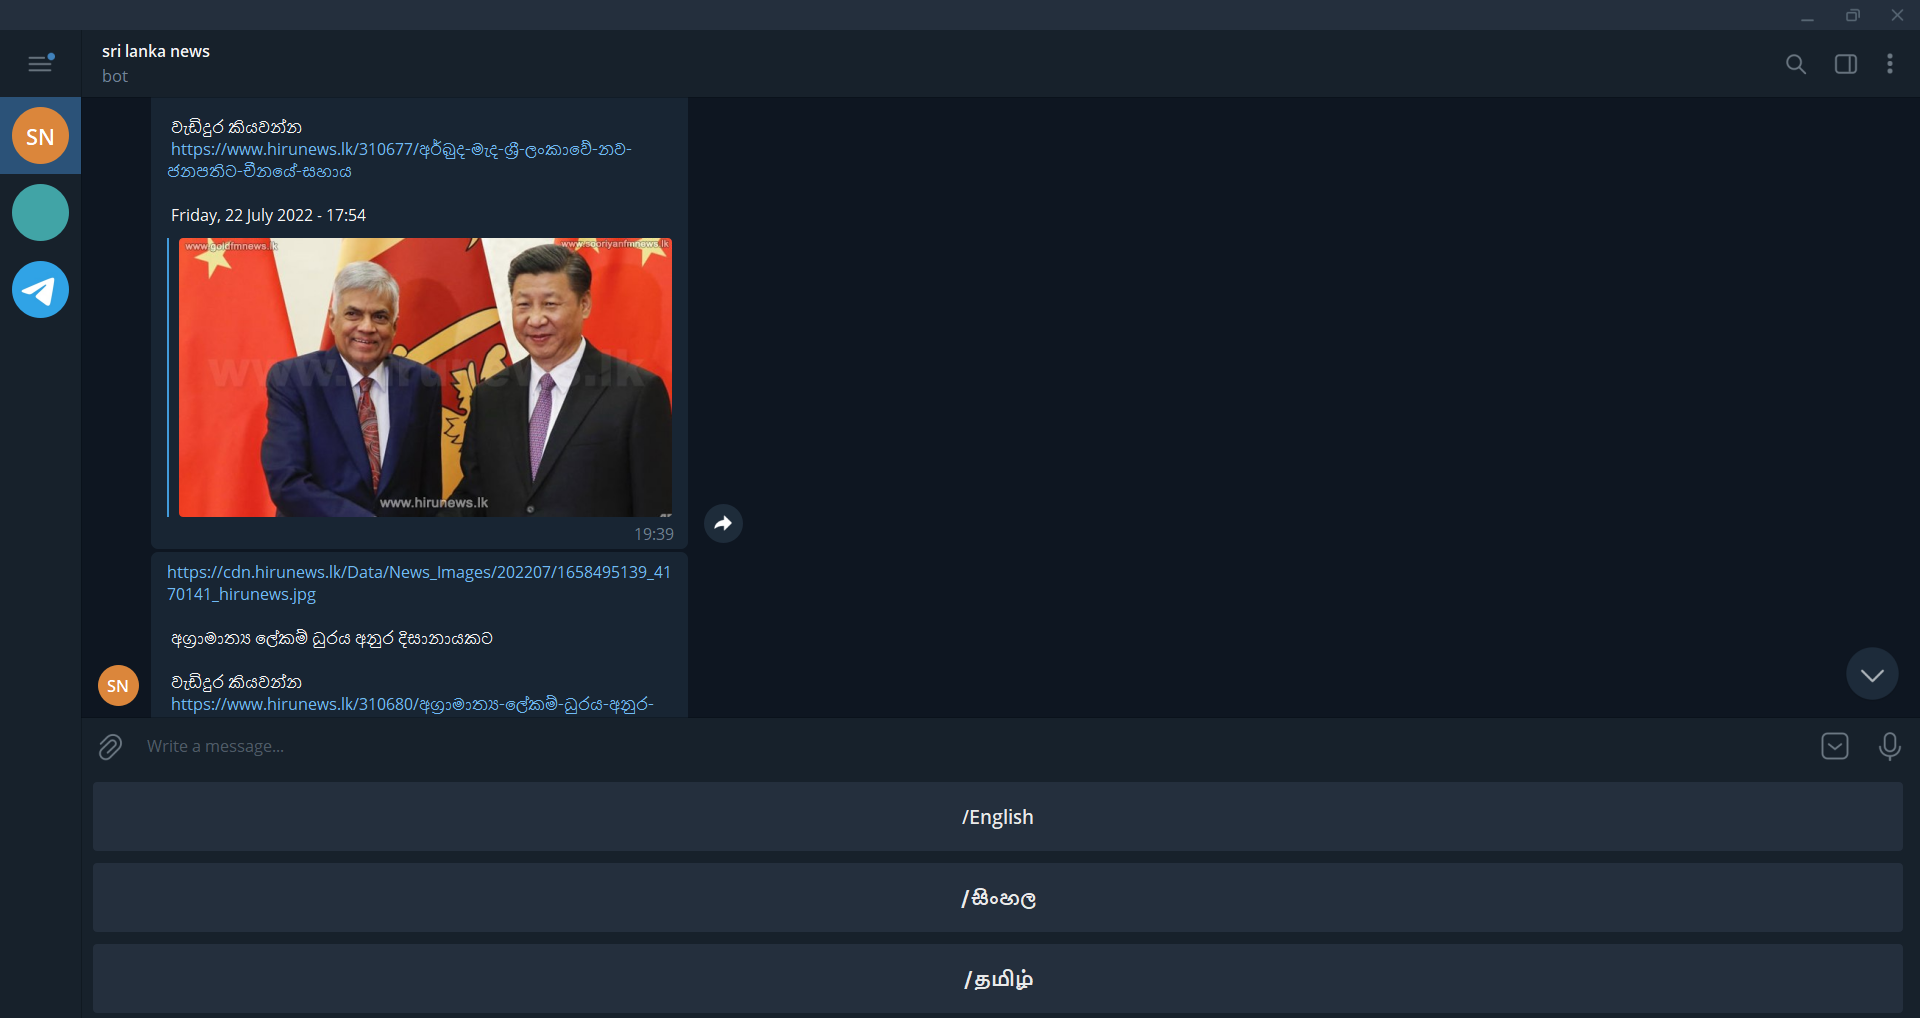 sri lanka news
bot
SN
වැඩිදුර කියවන්න
https://www.hirunews.lk/310677/අර්බුද-මැද-ශ්‍රී-ලංකාවේ-නව-
ජනපතිට-චීනයේ-සහාය
Friday, 22 July 2022 - 17:54
www.goldfmnews.lk
www.sooriyanfmnews.lk
www.hirunews.lk
www.hirunews.lk
19:39
https://cdn.hirunews.lk/Data/News_Images/202207/1658495139_41
70141_hirunews.jpg
අග්‍රාමාත්‍ය ලේකම් ධුරය අනුර දිසානායකට
වැඩිදුර කියවන්න
SN
https://www.hirunews.lk/310680/අග්‍රාමාත්‍ය-ලේකම්-ධුරය-අනුර-
Write a message...
/English
/සිංහල
/தமிழ்